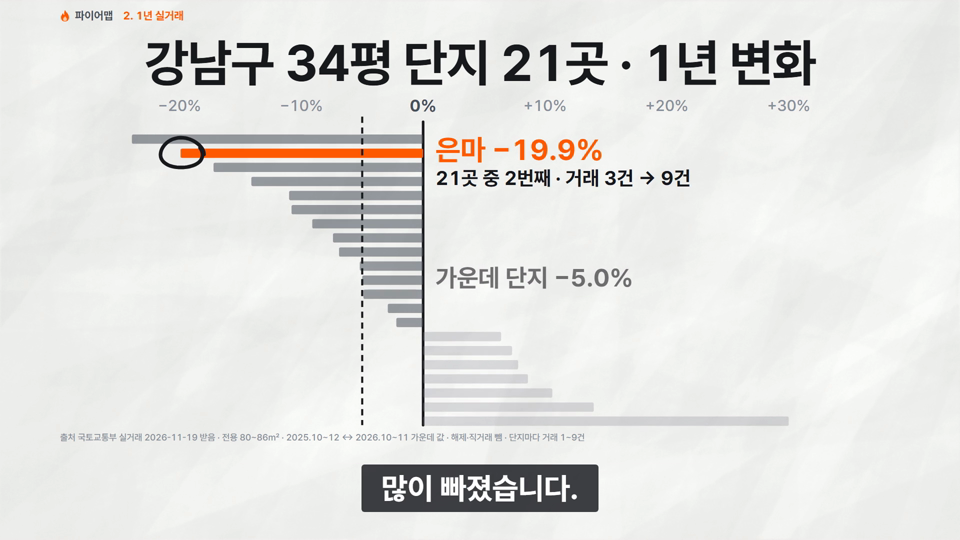 파이어맵 2. 1년 실거래
강남구 34평 단지 21곳 · 1년 변화
−20% −10% 0% +10% +20% +30%
은마 −19.9%
21곳 중 2번째 · 거래 3건 → 9건
가운데 단지 −5.0%
출처 국토교통부 실거래 2026-11-19 받음 · 전용 80~86m² · 2025.10~12 ↔ 2026.10~11 가운데 값 · 해제·직거래 뺌 · 단지마다 거래 1~9건
많이 빠졌습니다.